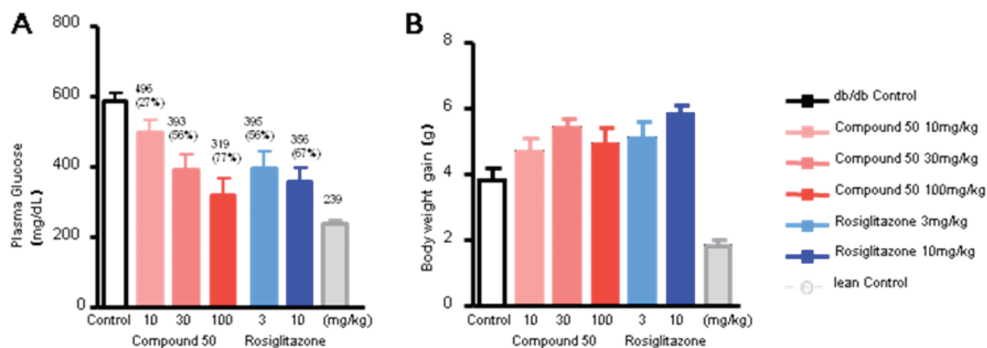 A
800
600
400
200
0
Plasma Glucose
(mg/dL)
496
(27%)
393
(56%)
319
(77%)
395
(56%)
356
(67%)
239
Control 10 30 100 3 10 (mg/kg)
Compound 50 Rosiglitazone
B
8
6
4
2
0
Body weight gain (g)
Control 10 30 100 3 10 (mg/kg)
Compound 50 Rosiglitazone
db/db Control
Compound 50 10mg/kg
Compound 50 30mg/kg
Compound 50 100mg/kg
Rosiglitazone 3mg/kg
Rosiglitazone 10mg/kg
lean Control